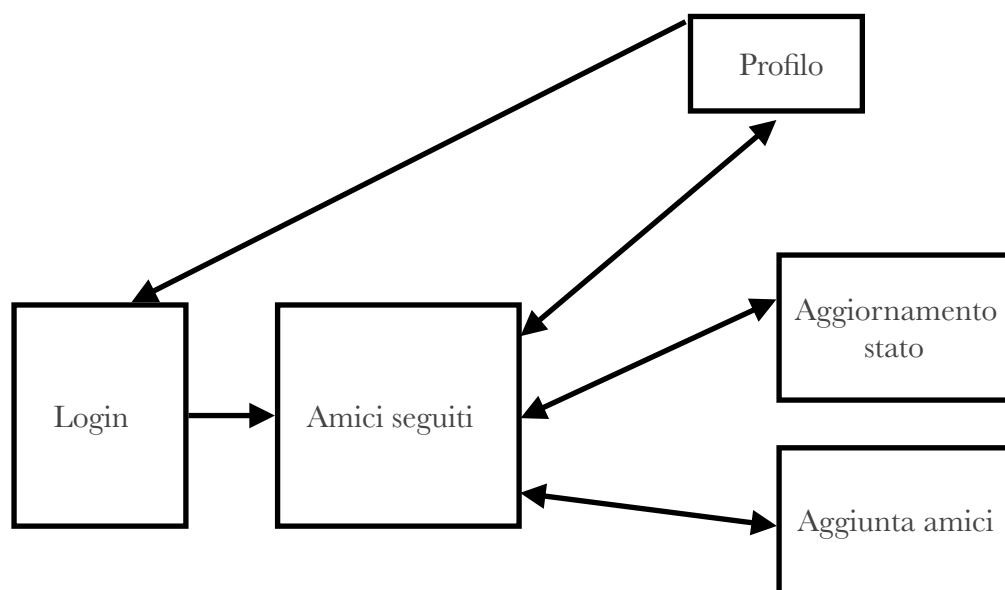 Profilo
Aggiornamento
stato
Login
Amici seguiti
Aggiunta amici